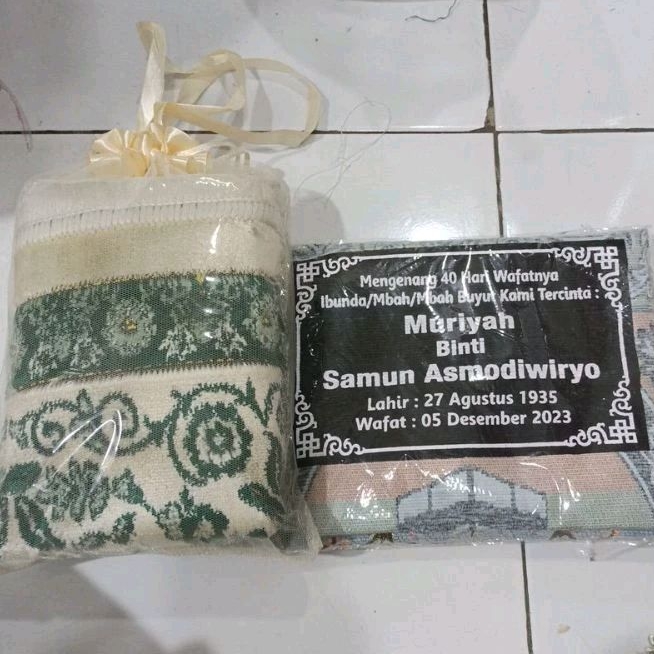 Mengenang 40 Hari Wafatnya
Ibunda/Mbah/Mbah Buyut Kami Tercinta :
Muriyah
Binti
Samun Asmodiwiryo
Lahir : 27 Agustus 1935
Wafat : 05 Desember 2023